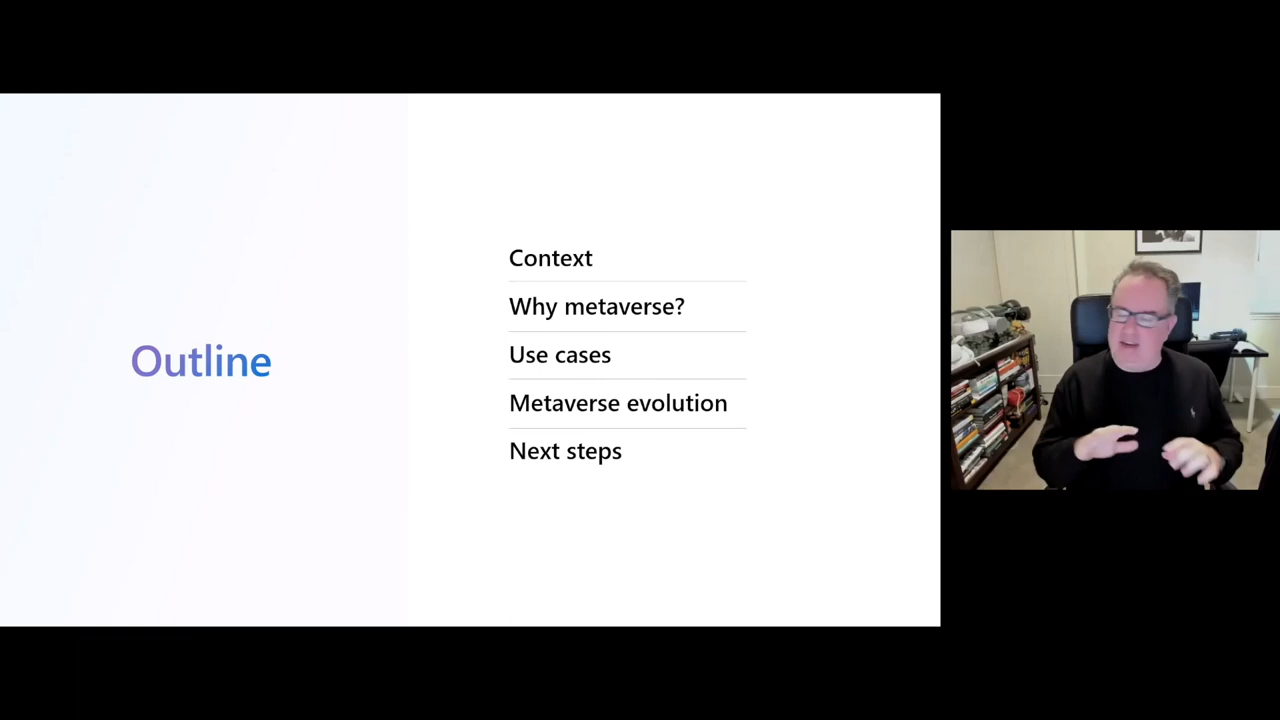 Outline
Context
Why metaverse?
Use cases
Metaverse evolution
Next steps